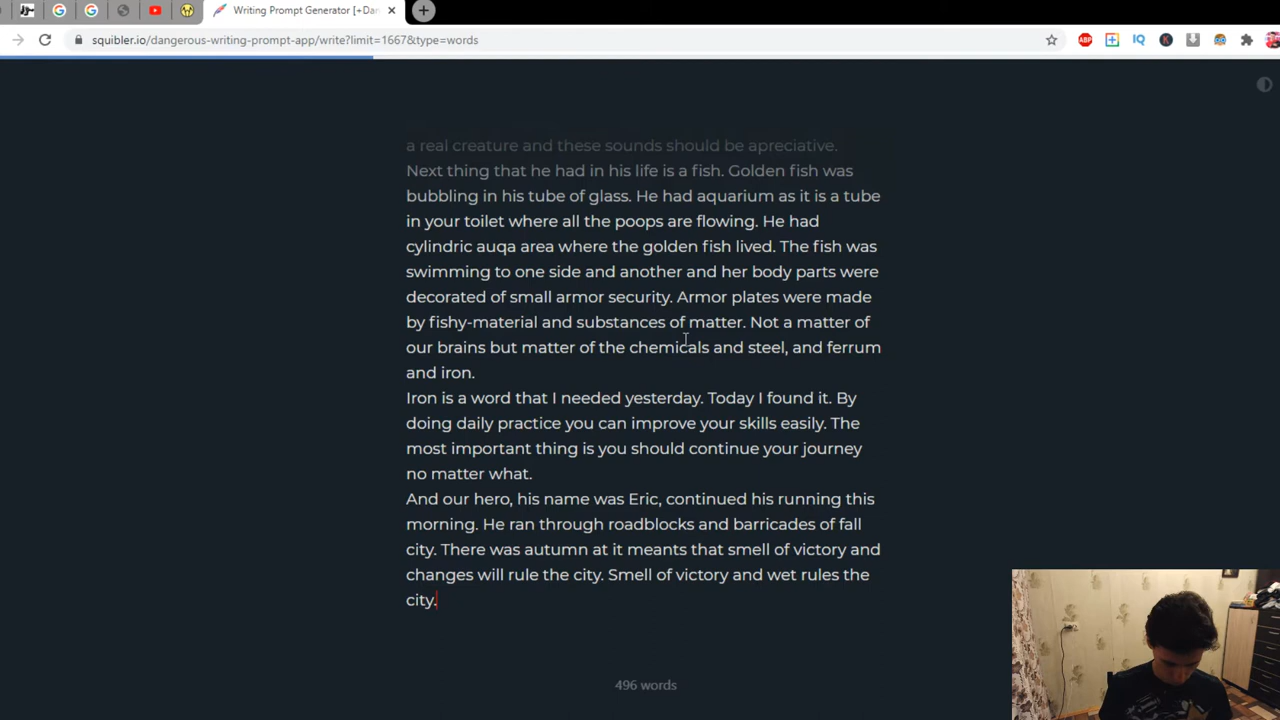 Writing Prompt Generator [+Dan
squibler.io/dangerous-writing-prompt-app/write?limit=1667&type=words
ABP
IQ
K
a real creature and these sounds should be apreciative.
Next thing that he had in his life is a fish. Golden fish was
bubbling in his tube of glass. He had aquarium as it is a tube
in your toilet where all the poops are flowing. He had
cylindric auqa area where the golden fish lived. The fish was
swimming to one side and another and her body parts were
decorated of small armor security. Armor plates were made
by fishy-material and substances of matter. Not a matter of
our brains but matter of the chemicals and steel, and ferrum
and iron.
Iron is a word that I needed yesterday. Today I found it. By
doing daily practice you can improve your skills easily. The
most important thing is you should continue your journey
no matter what.
And our hero, his name was Eric, continued his running this
morning. He ran through roadblocks and barricades of fall
city. There was autumn at it meants that smell of victory and
changes will rule the city. Smell of victory and wet rules the
city.
496 words